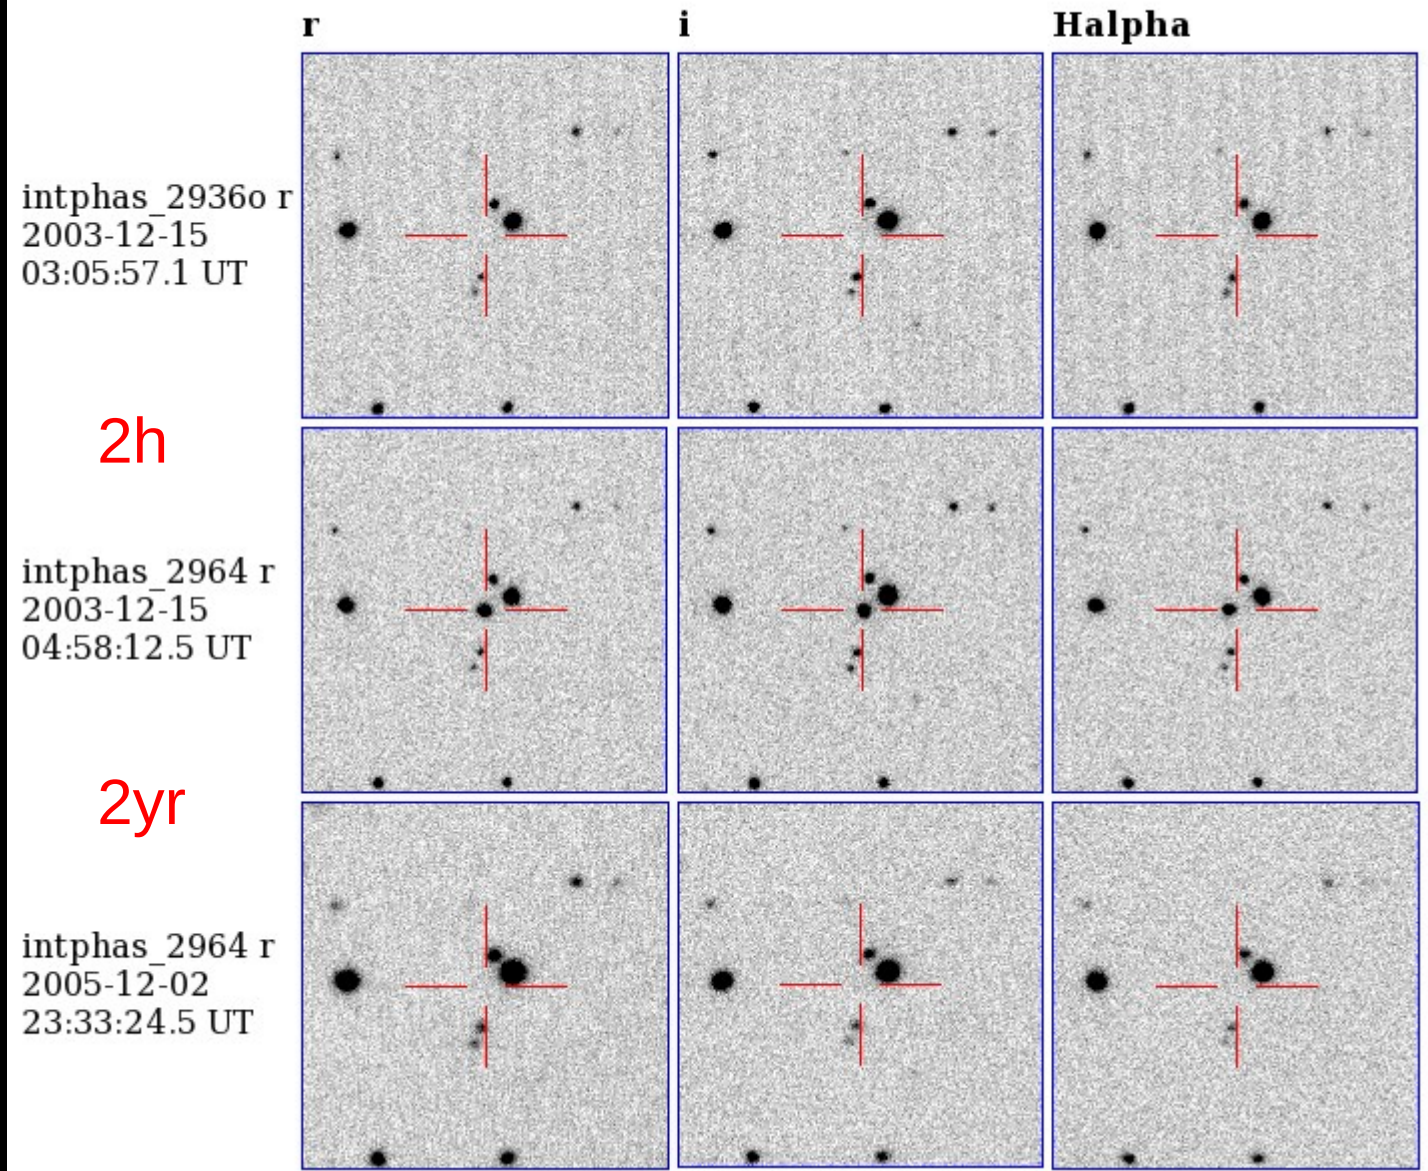 r
i
Halpha
intphas_2936o r
2003-12-15
03:05:57.1 UT
2h
intphas_2964 r
2003-12-15
04:58:12.5 UT
2yr
intphas_2964 r
2005-12-02
23:33:24.5 UT